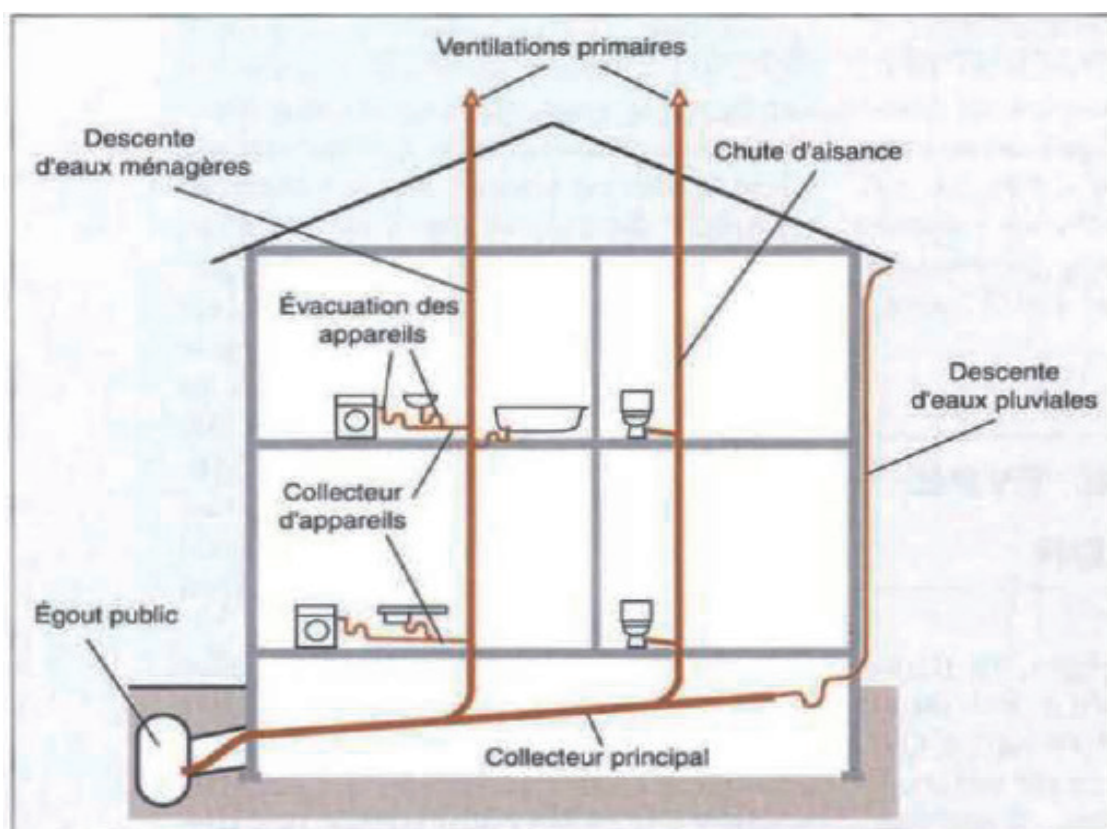 Ventilations primaires
Descente
d'eaux ménagères
Chute d'aisance
Évacuation des
appareils
Descente
d'eaux pluviales
Collecteur
d'appareils
Égout public
Collecteur principal